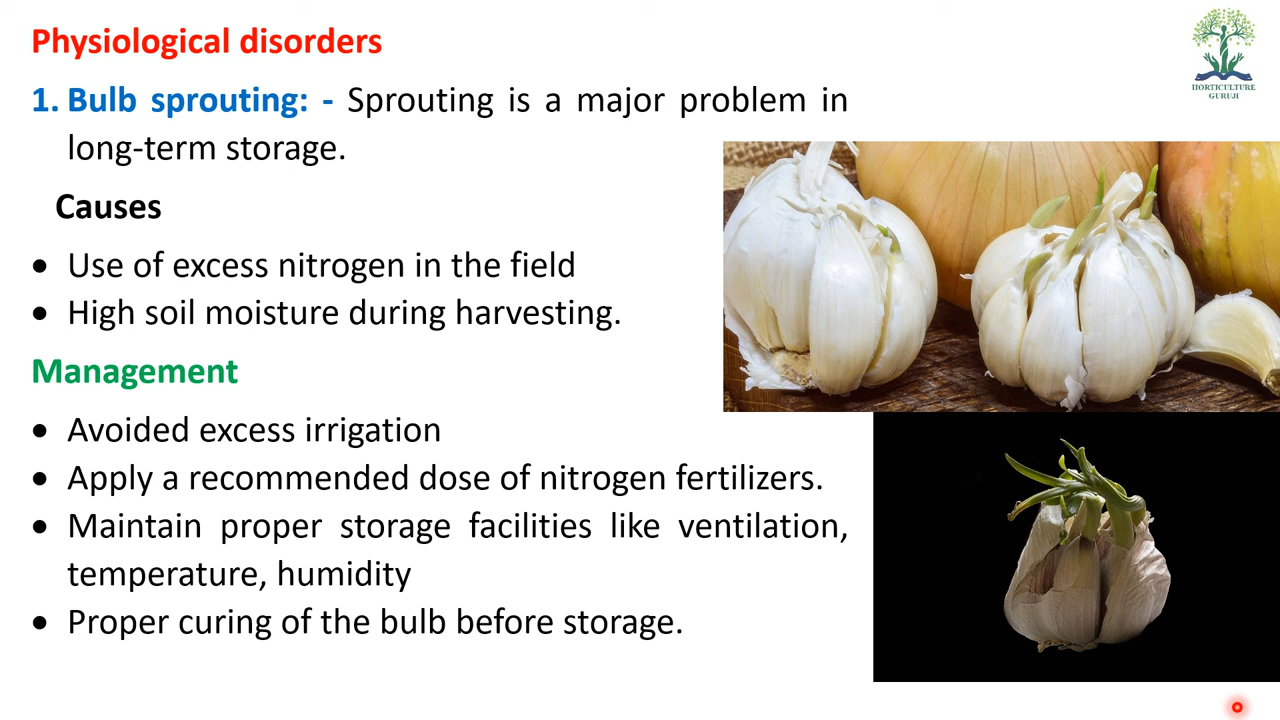 Physiological disorders
HORTICULTURE
GURUJI
1. Bulb sprouting: - Sprouting is a major problem in
long-term storage.
Causes
• Use of excess nitrogen in the field
• High soil moisture during harvesting.
Management
• Avoided excess irrigation
• Apply a recommended dose of nitrogen fertilizers.
• Maintain proper storage facilities like ventilation,
temperature, humidity
• Proper curing of the bulb before storage.